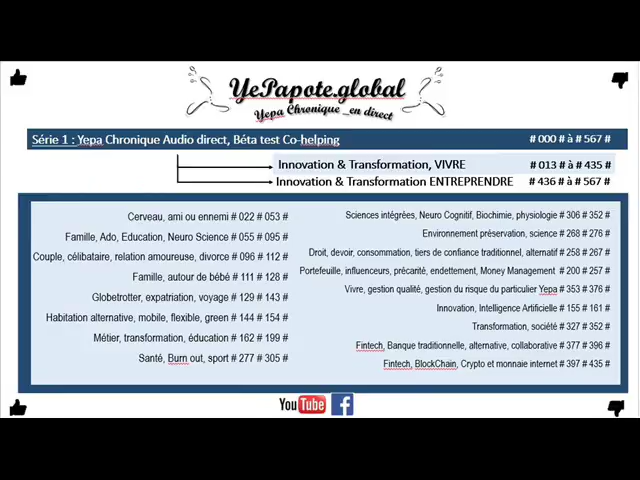 YePapote.global
Yepa Chronique _en direct
Série 1 : Yepa Chronique Audio direct, Béta test Co-helping # 000 # à # 567 #
Innovation & Transformation, VIVRE # 013 # à # 435 #
Innovation & Transformation ENTREPRENDRE # 436 # à # 567 #
Cerveau, ami ou ennemi # 022 # 053 #
Famille, Ado, Education, Neuro Science # 055 # 095 #
Couple, célibataire, relation amoureuse, divorce # 096 # 112 #
Famille, autour de bébé # 111 # 128 #
Globetrotter, expatriation, voyage # 129 # 143 #
Habitation alternative, mobile, flexible, green # 144 # 154 #
Métier, transformation, éducation # 162 # 199 #
Santé, Burn out, sport # 277 # 305 #
Sciences intégrées, Neuro Cognitif, Biochimie, physiologie # 306 # 352 #
Environnement préservation, science # 268 # 276 #
Droit, devoir, consommation, tiers de confiance traditionnel, alternatif # 258 # 267 #
Portefeuille, influenceurs, précarité, endettement, Money Management # 200 # 257 #
Vivre, gestion qualité, gestion du risque du particulier Yepa # 353 # 376 #
Innovation, Intelligence Artificielle # 155 # 161 #
Transformation, société # 327 # 352 #
Fintech, Banque traditionnelle, alternative, collaborative # 377 # 396 #
Fintech, BlockChain, Crypto et monnaie internet # 397 # 435 #
YouTube f